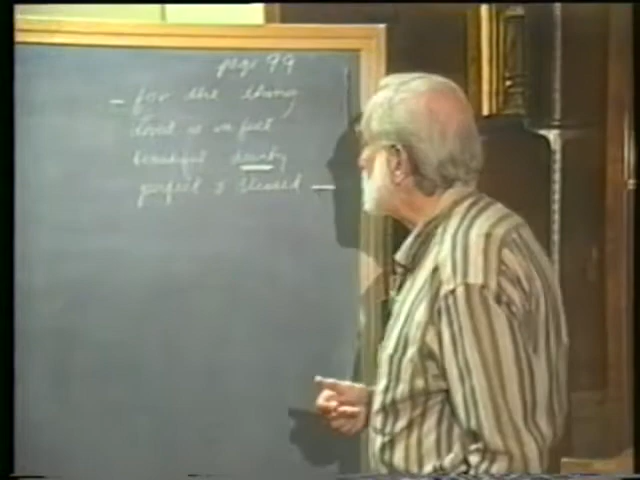 page 99
– for the thing
loved is in fact
beautiful dainty
perfect & blessed –